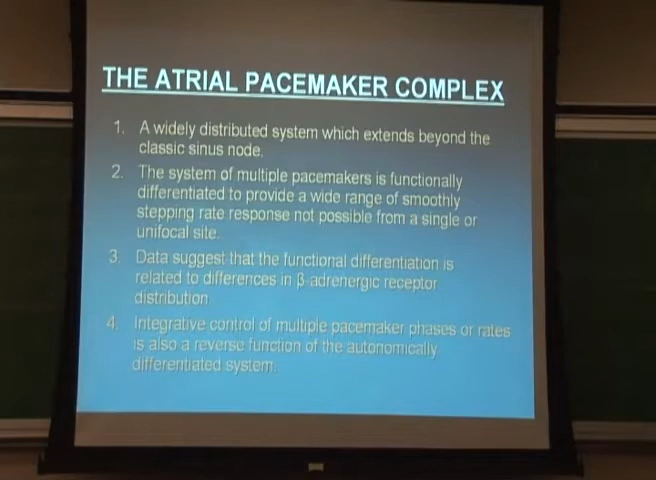 THE ATRIAL PACEMAKER COMPLEX
1. A widely distributed system which extends beyond the
classic sinus node.
2. The system of multiple pacemakers is functionally
differentiated to provide a wide range of smoothly
stepping rate response not possible from a single or
unifocal site.
3. Data suggest that the functional differentiation is
related to differences in β-adrenergic receptor
distribution
4. Integrative control of multiple pacemaker phases or rates
is also a reverse function of the autonomically
differentiated system.